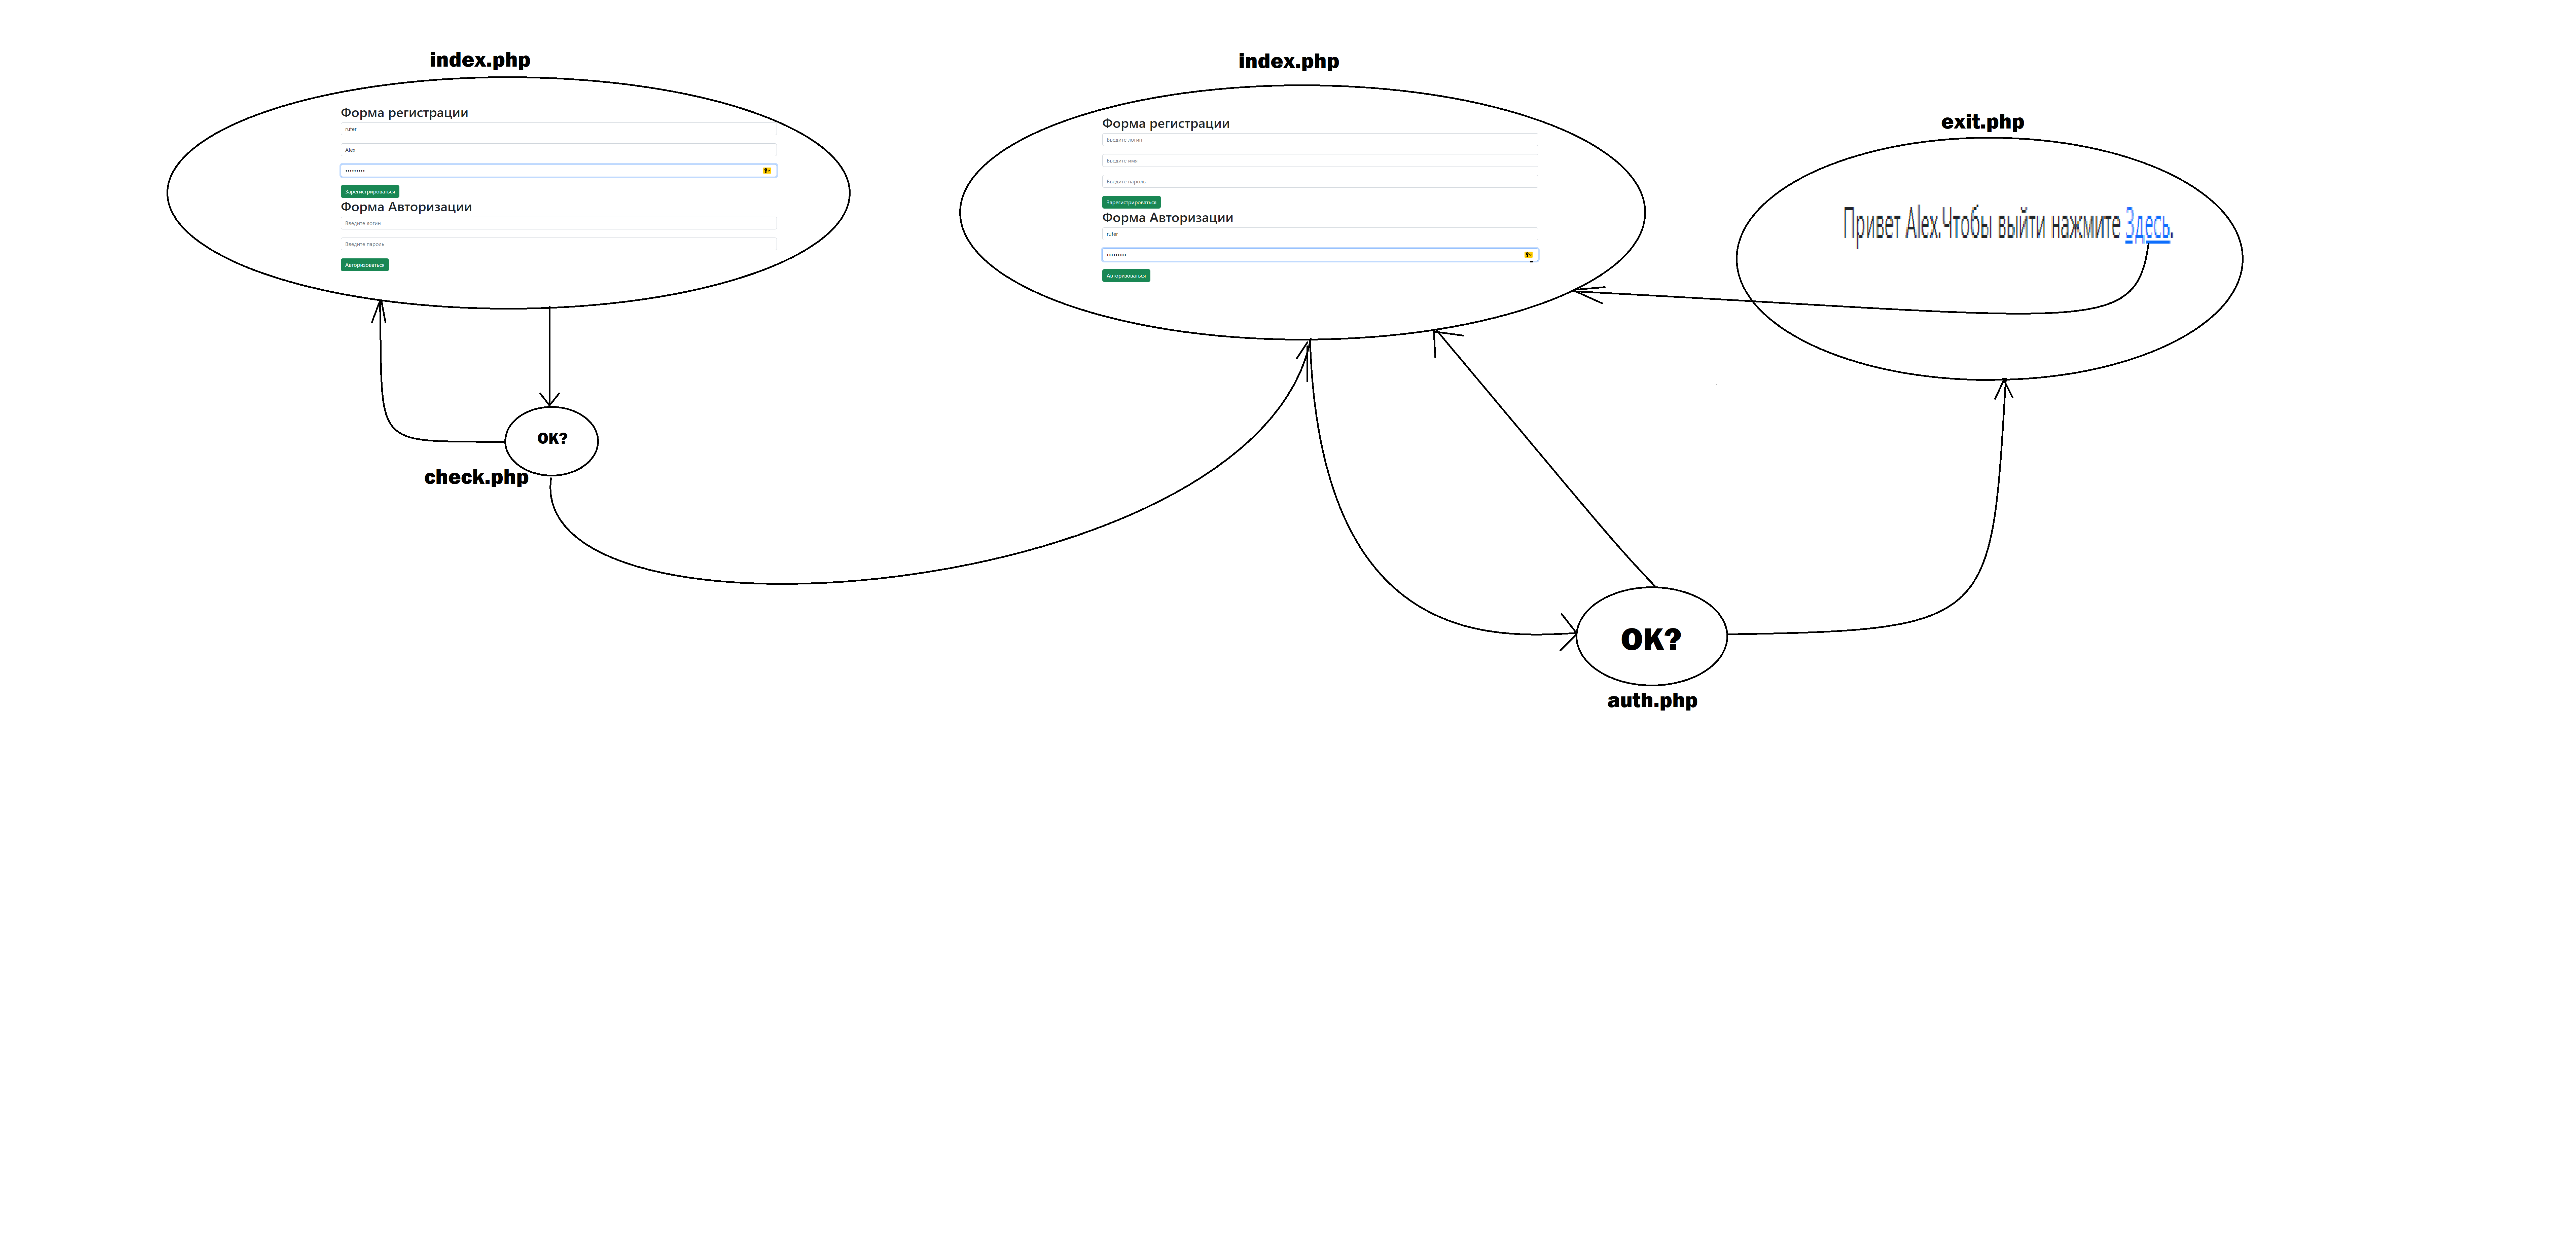 index.php
Форма регистрации
rufer
Alex
•••••••••
Зарегистрироваться
Форма Авторизации
Введите логин
Введите пароль
Авторизоваться
OK?
check.php
index.php
Форма регистрации
Введите логин
Введите имя
Введите пароль
Зарегистрироваться
Форма Авторизации
rufer
•••••••••
Авторизоваться
OK?
auth.php
exit.php
Привет Alex.Чтобы выйти нажмите Здесь.